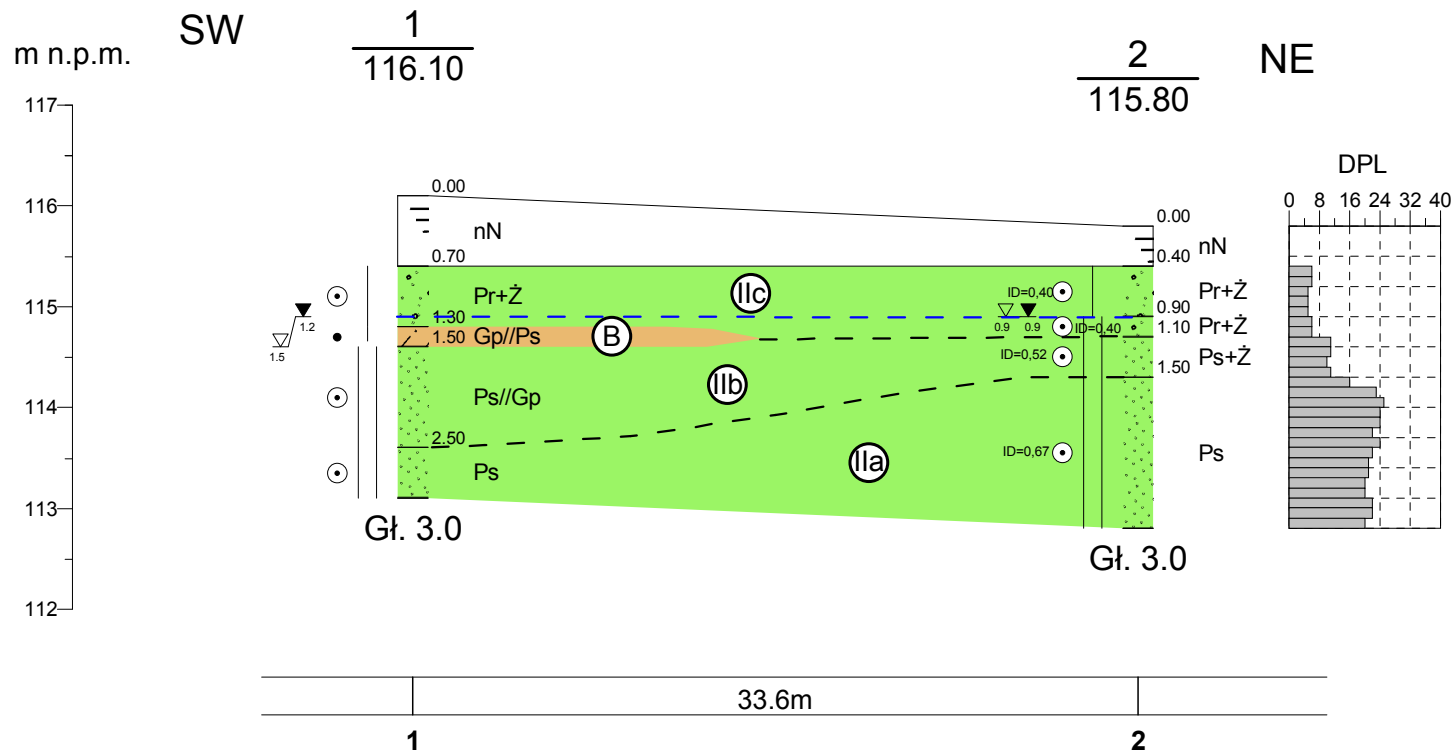 SW
1
116.10
m n.p.m.
2
115.80
NE
117
116
115
114
113
112
DPL
0 8 16 24 32 40
0.00
nN
0.70
Pr+Ż
1.30
1.50
Gp//Ps
Ps//Gp
2.50
Ps
Gł. 3.0
1.2
1.5
IIc
B
IIb
IIa
ID=0,40
0.9 0.9
ID=0,40
ID=0,52
ID=0,67
0.00
nN
0.40
Pr+Ż
0.90
1.10
Pr+Ż
Ps+Ż
1.50
Ps
Gł. 3.0
33.6m
1
2